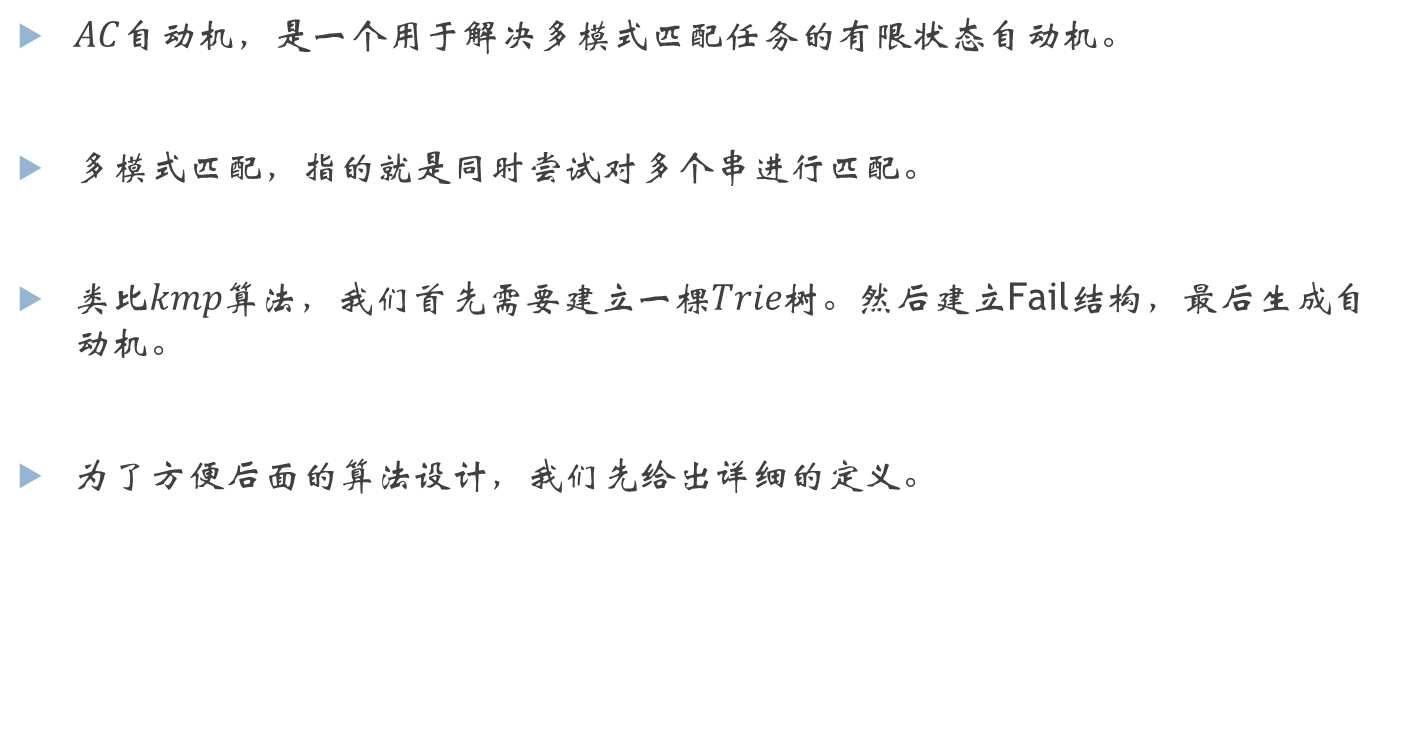 AC自动机，是一个用于解决多模式匹配任务的有限状态自动机。
多模式匹配，指的就是同时尝试对多个串进行匹配。
类比kmp算法，我们首先需要建立一棵Trie树。然后建立Fail结构，最后生成自
动机。
为了方便后面的算法设计，我们先给出详细的定义。